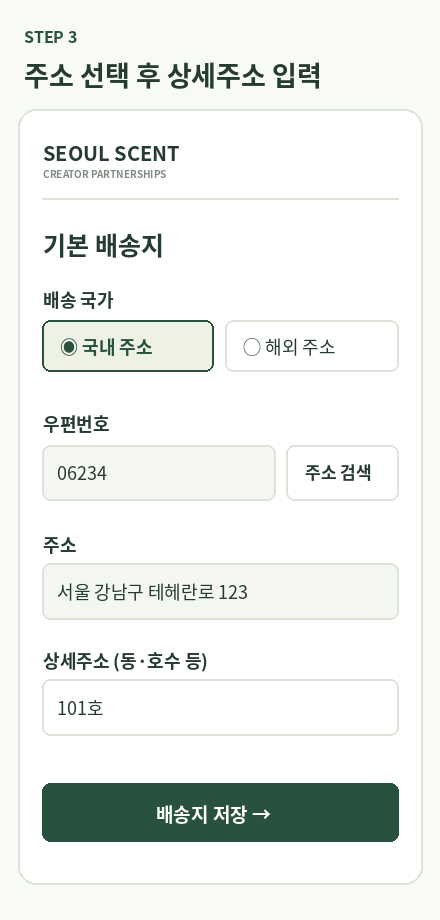 STEP 3
주소 선택 후 상세주소 입력
SEOUL SCENT
CREATOR PARTNERSHIPS
기본 배송지
배송 국가
◉ 국내 주소
○ 해외 주소
우편번호
06234
주소 검색
주소
서울 강남구 테헤란로 123
상세주소 (동·호수 등)
101호
배송지 저장 →